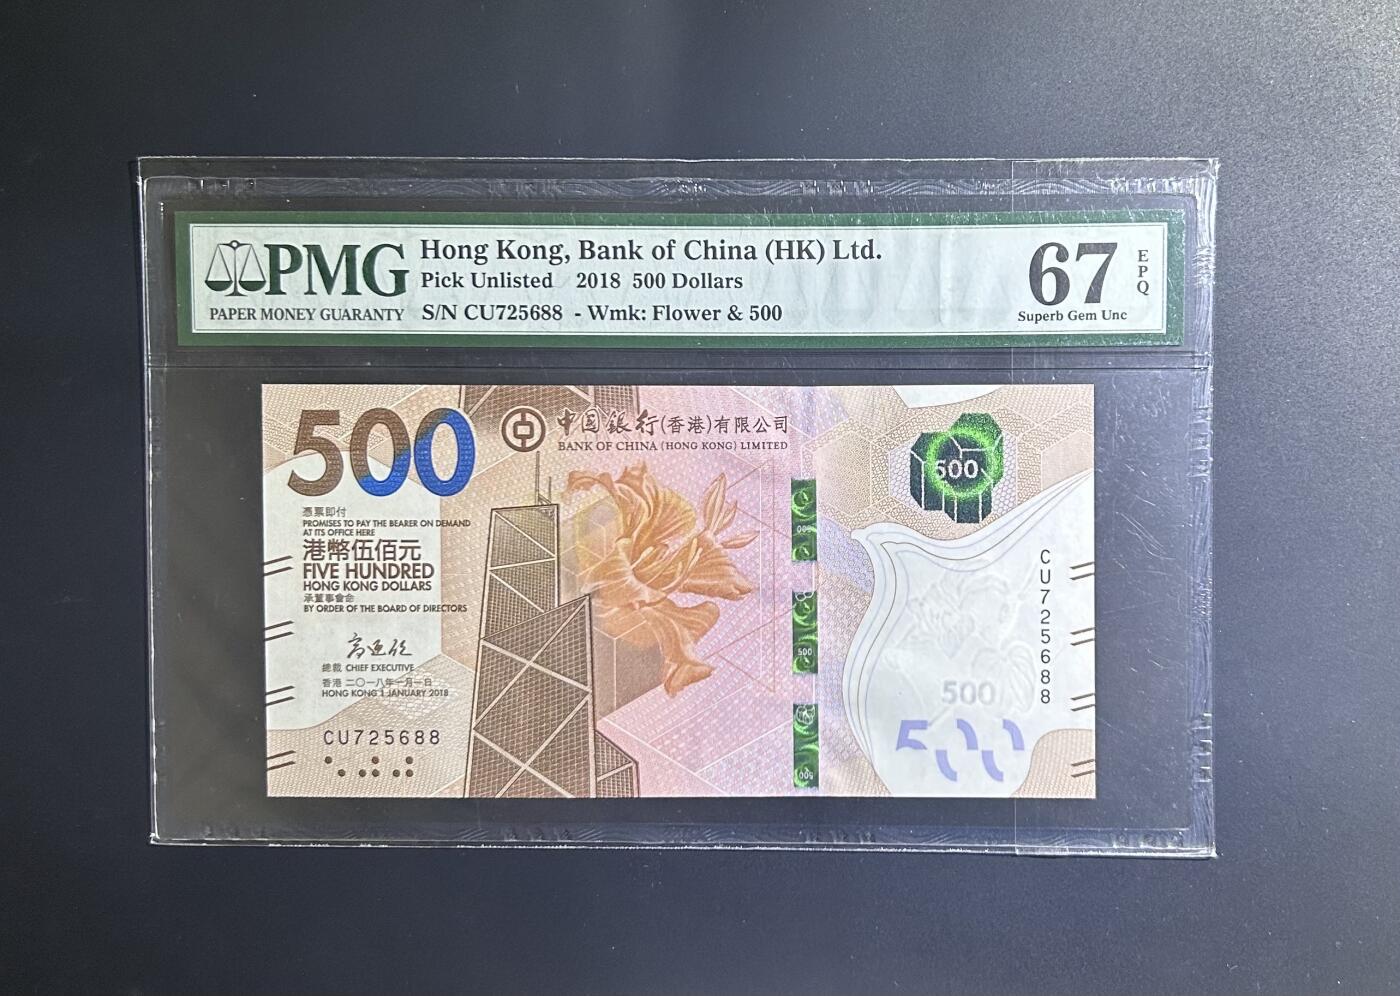 PMG
PAPER MONEY GUARANTY
Hong Kong, Bank of China (HK) Ltd.
Pick Unlisted 2018 500 Dollars
S/N CU725688 - Wmk: Flower & 500
67
EPQ
Superb Gem Unc
500
中国銀行(香港)有限公司
BANK OF CHINA (HONG KONG) LIMITED
憑票即付
PROMISES TO PAY THE BEARER ON DEMAND
AT ITS OFFICE HERE
港幣伍佰元
FIVE HUNDRED
HONG KONG DOLLARS
承董事會命
BY ORDER OF THE BOARD OF DIRECTORS
總裁 CHIEF EXECUTIVE
香港 二〇一八年一月一日
HONG KONG 1 JANUARY 2018
CU725688
500
500
500
500
CU725688
500
500